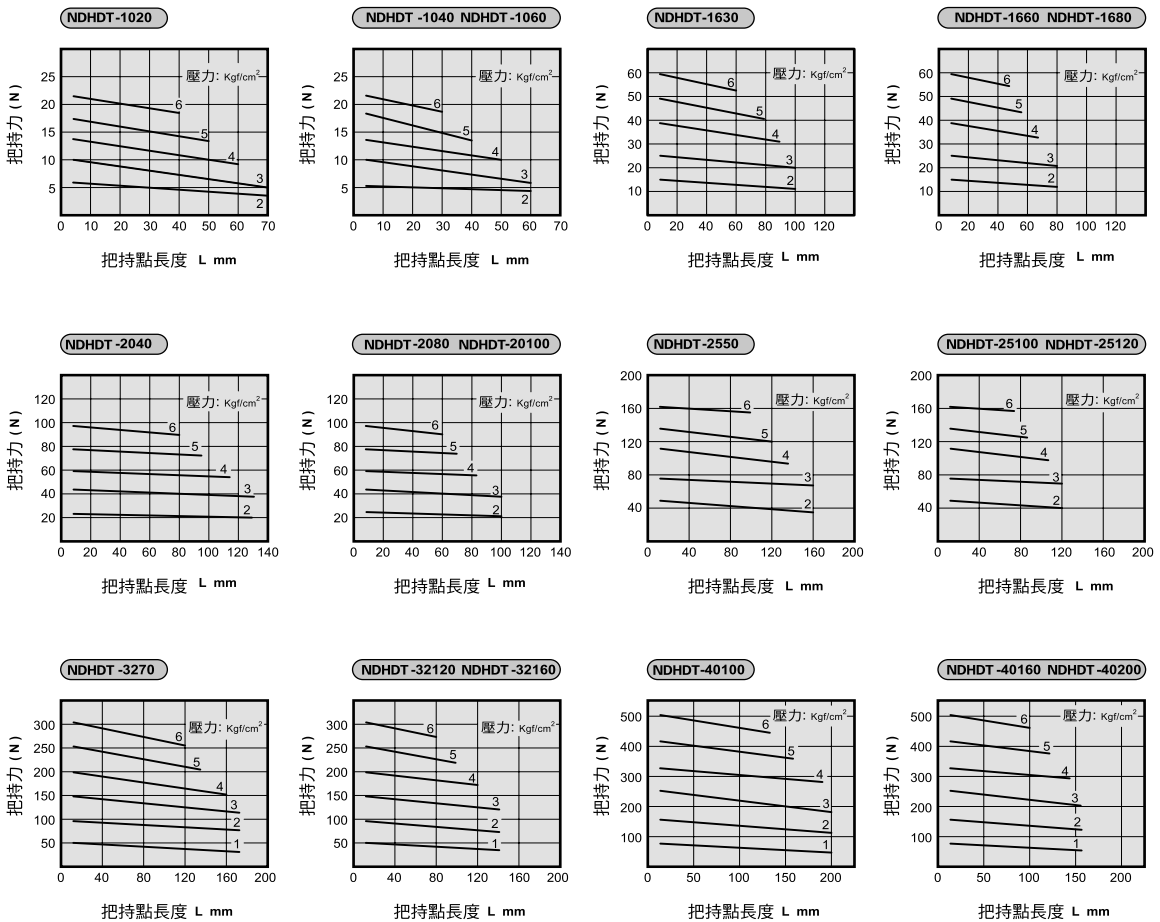 NDHDT-1020
壓力: Kgf/cm²
把持力 (N)
25
20
15
10
5
6
5
4
3
2
0 10 20 30 40 50 60 70
把持點長度 L mm
NDHDT-1040 NDHDT-1060
壓力: Kgf/cm²
把持力 (N)
25
20
15
10
5
6
5
4
3
2
0 10 20 30 40 50 60 70
把持點長度 L mm
NDHDT-1630
壓力: Kgf/cm²
把持力 (N)
60
50
40
30
20
10
6
5
4
3
2
0 20 40 60 80 100 120
把持點長度 L mm
NDHDT-1660 NDHDT-1680
壓力: Kgf/cm²
把持力 (N)
60
50
40
30
20
10
6
5
4
3
2
0 20 40 60 80 100 120
把持點長度 L mm
NDHDT-2040
壓力: Kgf/cm²
把持力 (N)
120
100
80
60
40
20
6
5
4
3
2
0 20 40 60 80 100 120 140
把持點長度 L mm
NDHDT-2080 NDHDT-20100
壓力: Kgf/cm²
把持力 (N)
120
100
80
60
40
20
6
5
4
3
2
0 20 40 60 80 100 120 140
把持點長度 L mm
NDHDT-2550
壓力: Kgf/cm²
把持力 (N)
200
160
120
80
40
6
5
4
3
2
0 40 80 120 160 200
把持點長度 L mm
NDHDT-25100 NDHDT-25120
壓力: Kgf/cm²
把持力 (N)
200
160
120
80
40
6
5
4
3
2
0 40 80 120 160 200
把持點長度 L mm
NDHDT-3270
壓力: Kgf/cm²
把持力 (N)
300
250
200
150
100
50
6
5
4
3
2
1
0 40 80 120 160 200
把持點長度 L mm
NDHDT-32120 NDHDT-32160
壓力: Kgf/cm²
把持力 (N)
300
250
200
150
100
50
6
5
4
3
2
1
0 40 80 120 160 200
把持點長度 L mm
NDHDT-40100
壓力: Kgf/cm²
把持力 (N)
500
400
300
200
100
6
5
4
3
2
1
0 50 100 150 200
把持點長度 L mm
NDHDT-40160 NDHDT-40200
壓力: Kgf/cm²
把持力 (N)
500
400
300
200
100
6
5
4
3
2
1
0 50 100 150 200
把持點長度 L mm